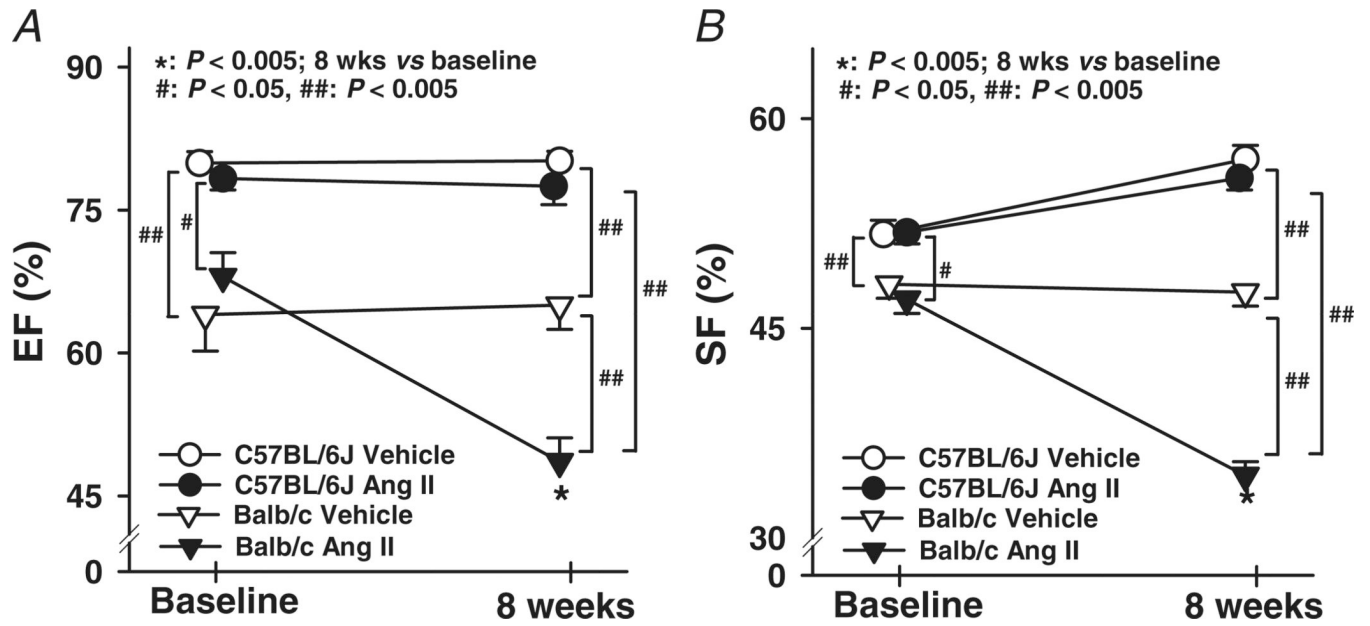 A
*: P < 0.005; 8 wks vs baseline
#: P < 0.05, ##: P < 0.005
EF (%)
90
75
60
45
0
##
#
##
##
##
*
C57BL/6J Vehicle
C57BL/6J Ang II
Balb/c Vehicle
Balb/c Ang II
Baseline
8 weeks
B
*: P < 0.005; 8 wks vs baseline
#: P < 0.05, ##: P < 0.005
SF (%)
60
45
30
0
##
#
##
##
##
*
C57BL/6J Vehicle
C57BL/6J Ang II
Balb/c Vehicle
Balb/c Ang II
Baseline
8 weeks